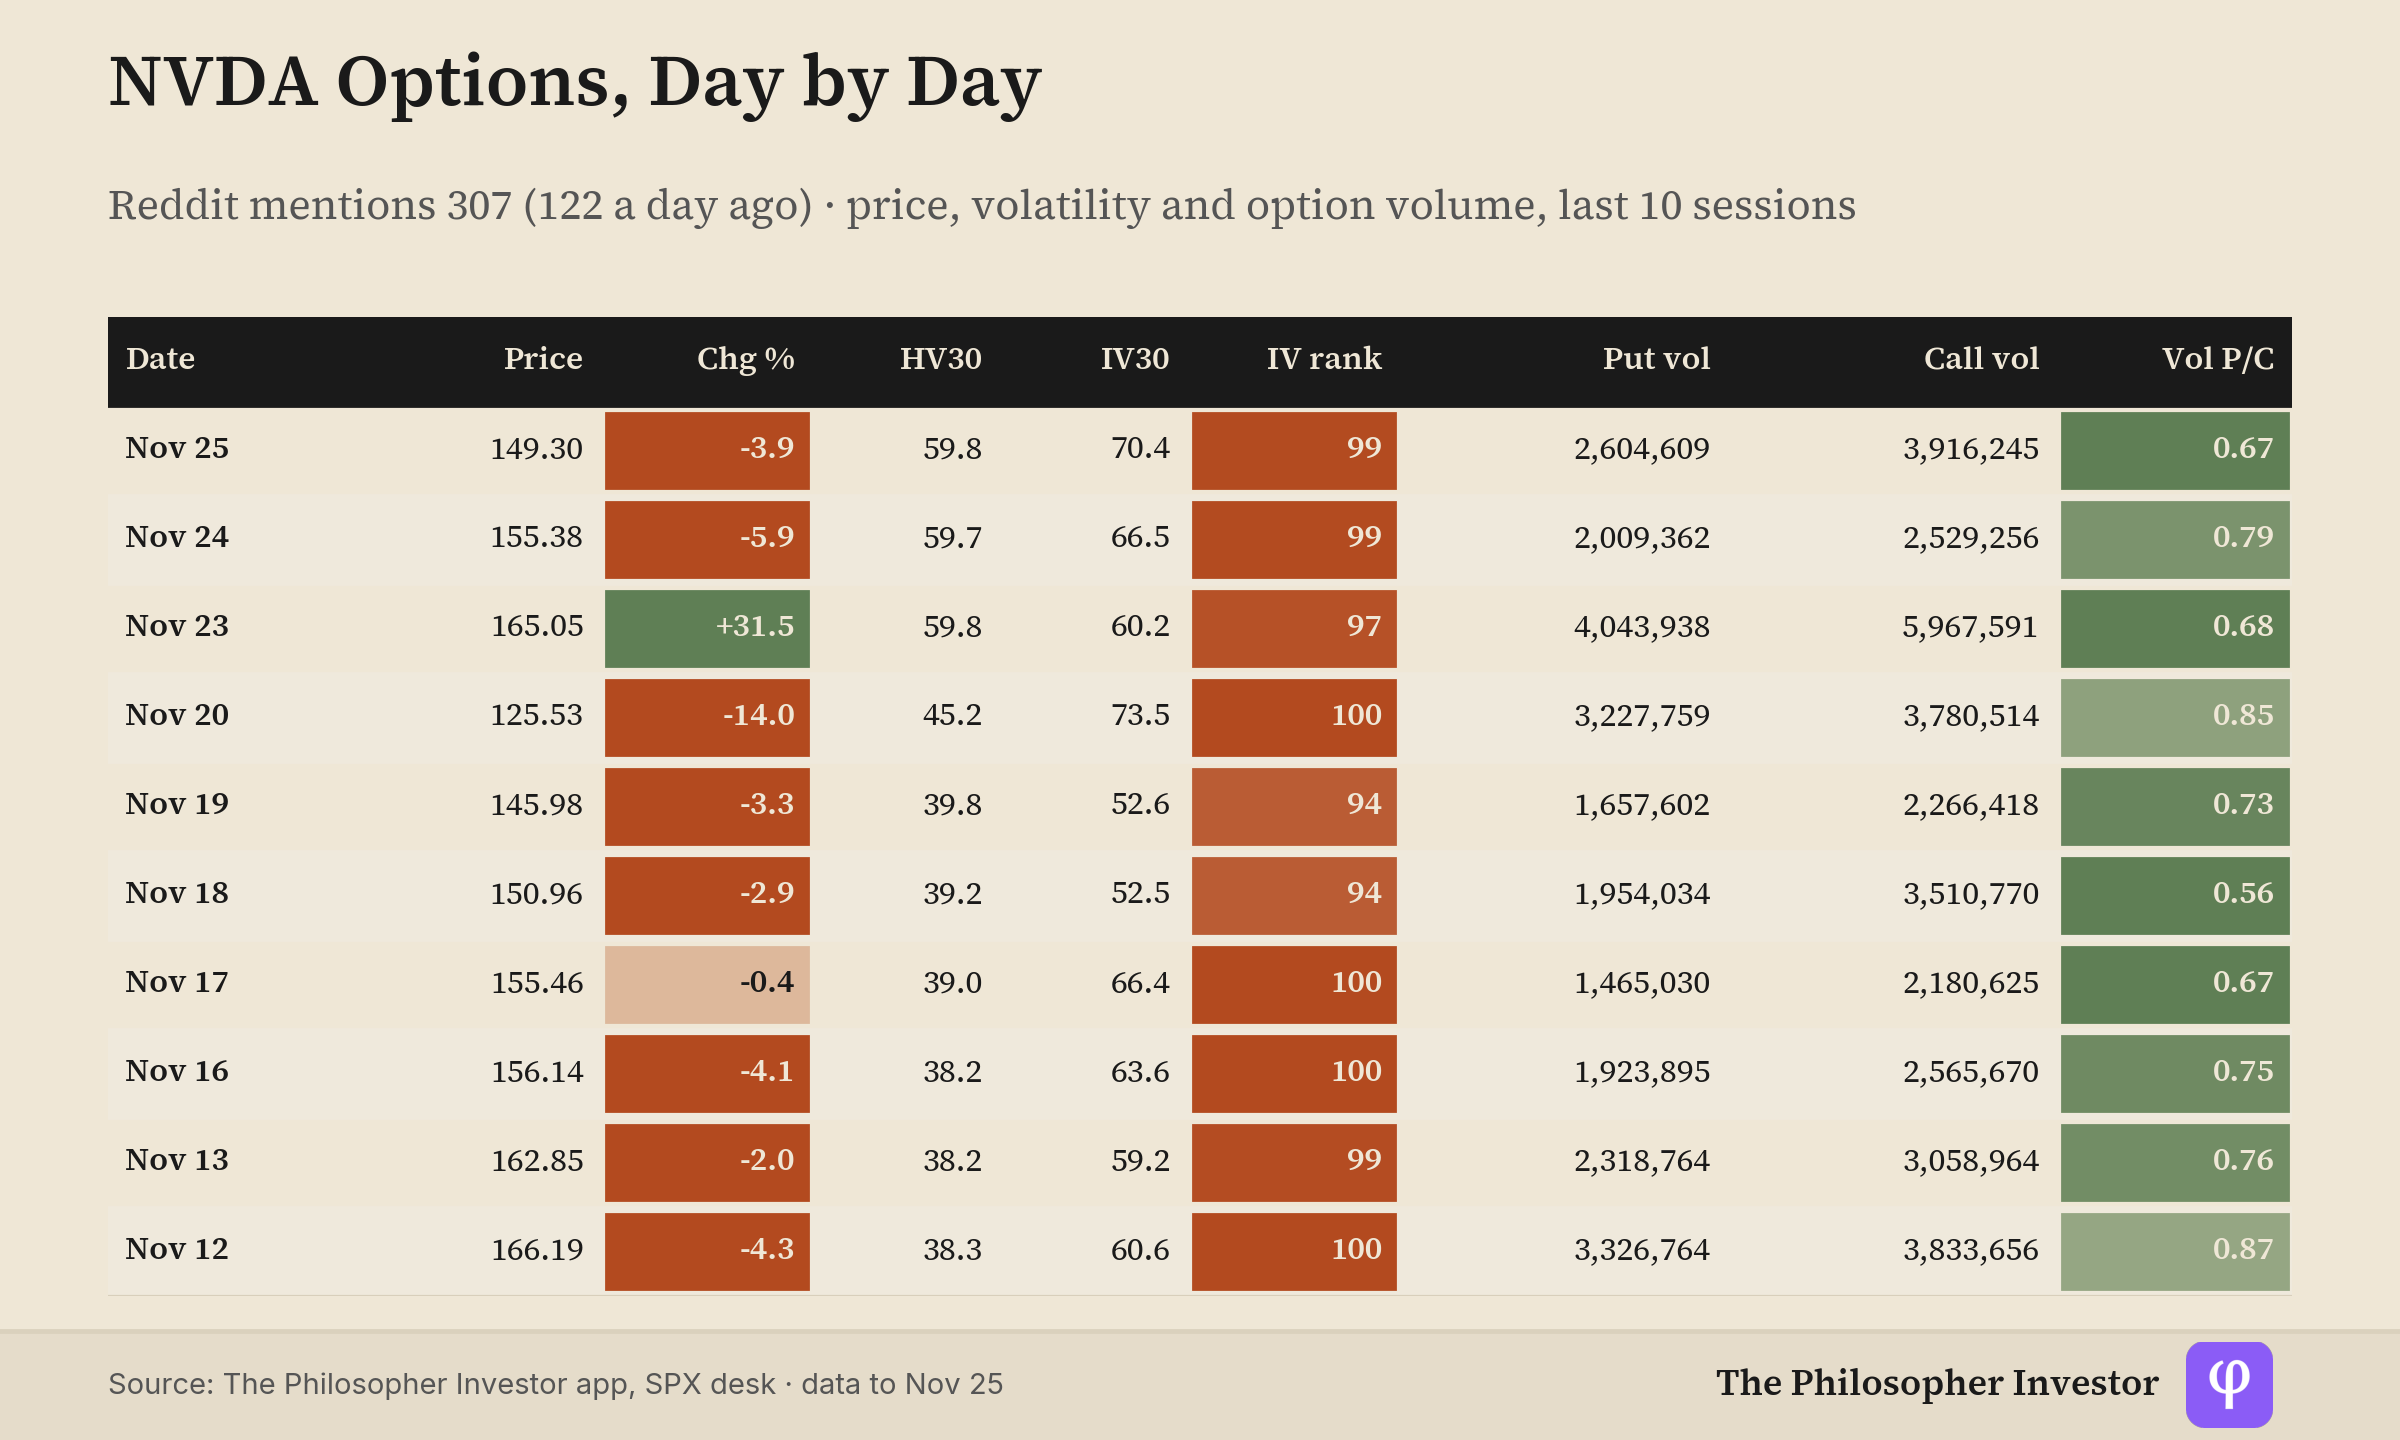 NVDA Options, Day by Day
Reddit mentions 307 (122 a day ago) · price, volatility and option volume, last 10 sessions
Date Price Chg % HV30 IV30 IV rank Put vol Call vol Vol P/C
Nov 25 149.30 -3.9 59.8 70.4 99 2,604,609 3,916,245 0.67
Nov 24 155.38 -5.9 59.7 66.5 99 2,009,362 2,529,256 0.79
Nov 23 165.05 +31.5 59.8 60.2 97 4,043,938 5,967,591 0.68
Nov 20 125.53 -14.0 45.2 73.5 100 3,227,759 3,780,514 0.85
Nov 19 145.98 -3.3 39.8 52.6 94 1,657,602 2,266,418 0.73
Nov 18 150.96 -2.9 39.2 52.5 94 1,954,034 3,510,770 0.56
Nov 17 155.46 -0.4 39.0 66.4 100 1,465,030 2,180,625 0.67
Nov 16 156.14 -4.1 38.2 63.6 100 1,923,895 2,565,670 0.75
Nov 13 162.85 -2.0 38.2 59.2 99 2,318,764 3,058,964 0.76
Nov 12 166.19 -4.3 38.3 60.6 100 3,326,764 3,833,656 0.87
Source: The Philosopher Investor app, SPX desk · data to Nov 25
The Philosopher Investor φ